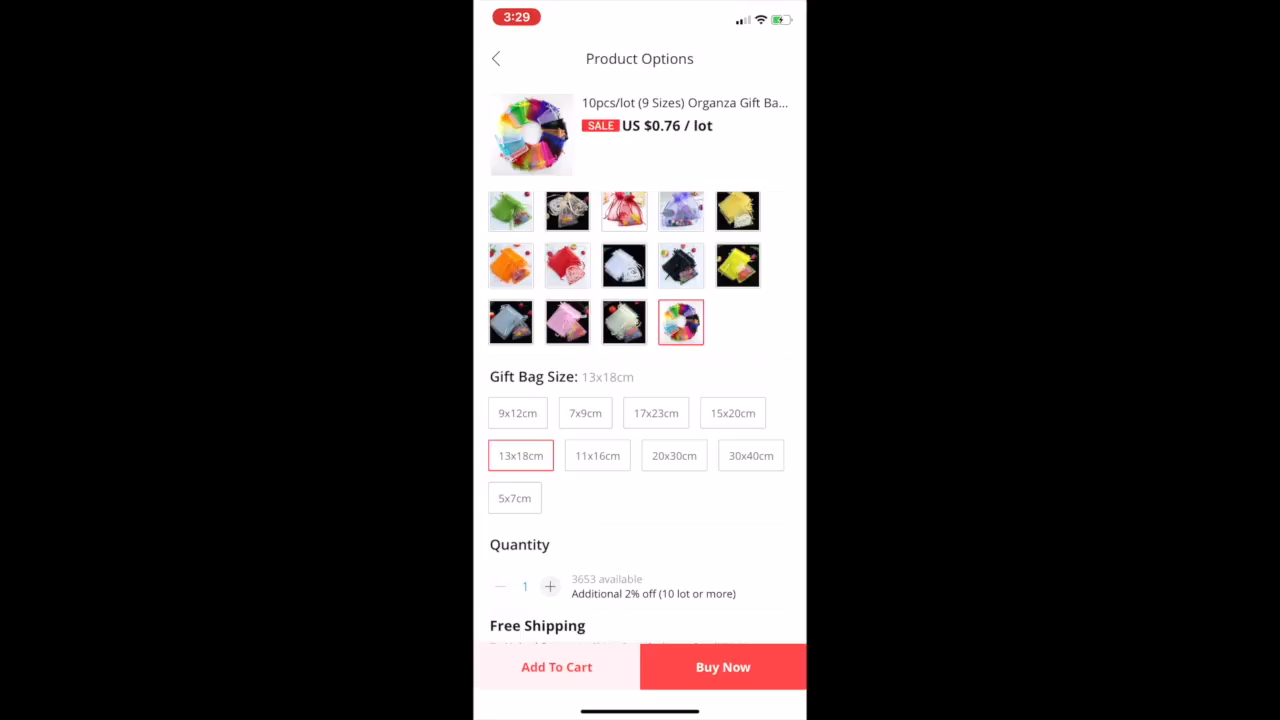 3:29
Product Options
10pcs/lot (9 Sizes) Organza Gift Ba...
SALE US $0.76 / lot
Gift Bag Size: 13x18cm
9x12cm 7x9cm 17x23cm 15x20cm
13x18cm 11x16cm 20x30cm 30x40cm
5x7cm
Quantity
1
3653 available
Additional 2% off (10 lot or more)
Free Shipping
Add To Cart Buy Now